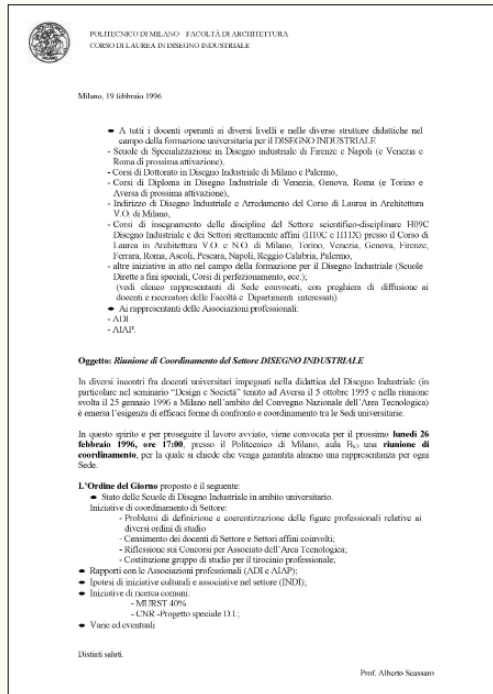 POLITECNICO DI MILANO FACOLTÀ DI ARCHITETTURA
CORSO DI LAUREA IN DISEGNO INDUSTRIALE
Milano, 19 febbraio 1996
• A tutti i docenti operanti ai diversi livelli e nelle diverse strutture didattiche nel
campo della formazione universitaria per il DISEGNO INDUSTRIALE
- Scuole di Specializzazione in Disegno industriale di Firenze e Napoli (e Venezia e
Roma di prossima attivazione),
- Corsi di Dottorato in Disegno Industriale di Milano e Palermo,
- Corsi di Diploma in Disegno Industriale di Venezia, Genova, Roma (e Torino e
Aversa di prossima attivazione),
- Indirizzo di Disegno Industriale e Arredamento del Corso di Laurea in Architettura
V.O. di Milano,
- Corsi di insegnamento delle discipline del Settore scientifico-disciplinare H09C
Disegno Industriale e dei Settori strettamente affini (H10C e H11X) presso il Corso di
Laurea in Architettura V.O. e N.O. di Milano, Torino, Venezia, Genova, Firenze,
Ferrara, Roma, Ascoli, Pescara, Napoli, Reggio Calabria, Palermo,
- altre iniziative in atto nel campo della formazione per il Disegno Industriale (Scuole
Dirette a fini speciali, Corsi di perfezionamento, ecc.);
(vedi elenco rappresentanti di Sede convocati, con preghiera di diffusione ai
docenti e ricercatori delle Facoltà e Dipartimenti interessati)
• Ai rappresentanti delle Associazioni professionali:
- ADI
- AIAP.
Oggetto: Riunione di Coordinamento del Settore DISEGNO INDUSTRIALE
In diversi incontri fra docenti universitari impegnati nella didattica del Disegno Industriale (in
particolare nel seminario "Design e Società" tenuto ad Aversa il 5 ottobre 1995 e nella riunione
svolta il 25 gennaio 1996 a Milano nell'ambito del Convegno Nazionale dell'Area Tecnologica)
è emersa l'esigenza di efficaci forme di confronto e coordinamento tra le Sedi universitarie.
In questo spirito e per proseguire il lavoro avviato, viene convocata per il prossimo lunedì 26
febbraio 1996, ore 17:00, presso il Politecnico di Milano, aula una riunione di
coordinamento, per la quale si chiede che venga garantita almeno una rappresentanza per ogni
Sede.
L'Ordine del Giorno proposto è il seguente:
• Stato delle Scuole di Disegno Industriale in ambito universitario.
Iniziative di coordinamento di Settore:
- Problemi di definizione e concretizzazione delle figure professionali relative ai
diversi ordini di studio
- Censimento dei docenti di Settore e Settori affini coinvolti;
- Riflessione sui Concorsi per Associato dell'Area Tecnologica;
- Costituzione gruppo di studio per il tirocinio professionale;
• Rapporti con le Associazioni professionali (ADI e AIAP);
• Ipotesi di iniziative culturali e associative nel settore (INDI);
• Iniziative di ricerca comuni:
- MURST 40%
- CNR -Progetto speciale D.I.;
• Varie ed eventuali
Distinti saluti.
Prof. Alberto Seassaro